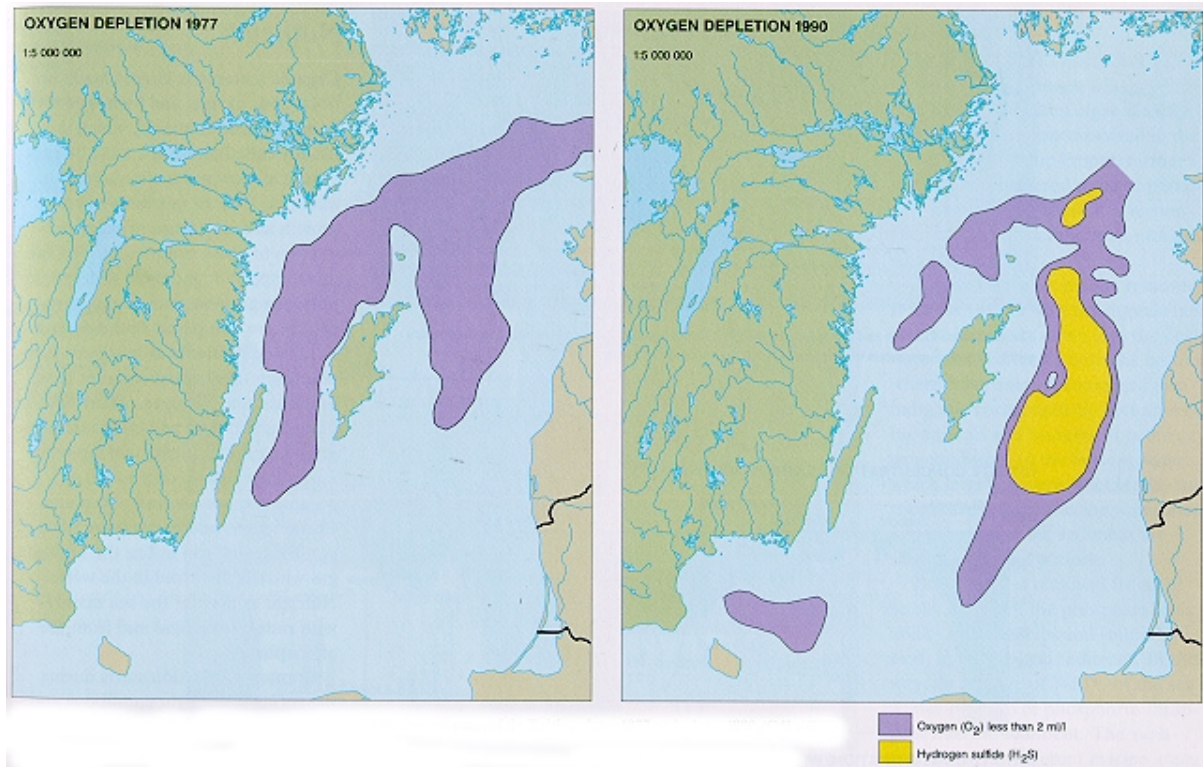 OXYGEN DEPLETION 1977
1:5 000 000
OXYGEN DEPLETION 1990
1:5 000 000
Oxygen (O₂) less than 2 ml/l
Hydrogen sulfide (H₂S)